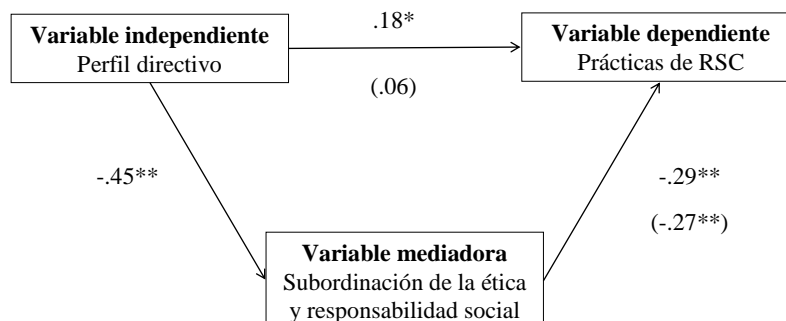 .18*
Variable independiente
Perfil directivo
Variable dependiente
Prácticas de RSC
(.06)
-.45**
-.29**
(-.27**)
Variable mediadora
Subordinación de la ética
y responsabilidad social